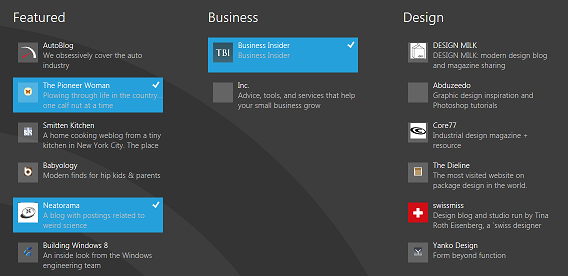 Featured
AutoBlog
We obsessively cover the auto
industry
The Pioneer Woman
Plowing through life in the country...
one calf nut at a time
Smitten Kitchen
A home cooking weblog from a tiny
kitchen in New York City. The place
Babyology
Modern finds for hip kids & parents
Neatorama
A blog with postings related to
weird science
Building Windows 8
An inside look from the Windows
engineering team
Business
TBI
Business Insider
Business Insider
Inc.
Advice, tools, and services that help
your small business grow
Design
DESIGN MILK
DESIGN MILK: modern design blog
and magazine sharing
Abduzeedo
Graphic design inspiration and
Photoshop tutorials
Core77
Industrial design magazine +
resource
The Dieline
The most visited website on
package design in the world.
swissmiss
Design blog and studio run by Tina
Roth Eisenberg, a 'swiss designer
Yanko Design
Form beyond function